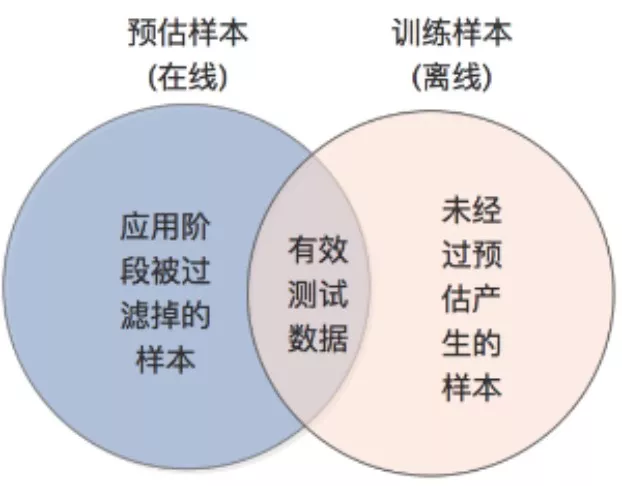 预估样本
(在线)
训练样本
(离线)
应用阶
段被过
滤掉的
样本
有效
测试
数据
未经
过预
估产
生的
样本